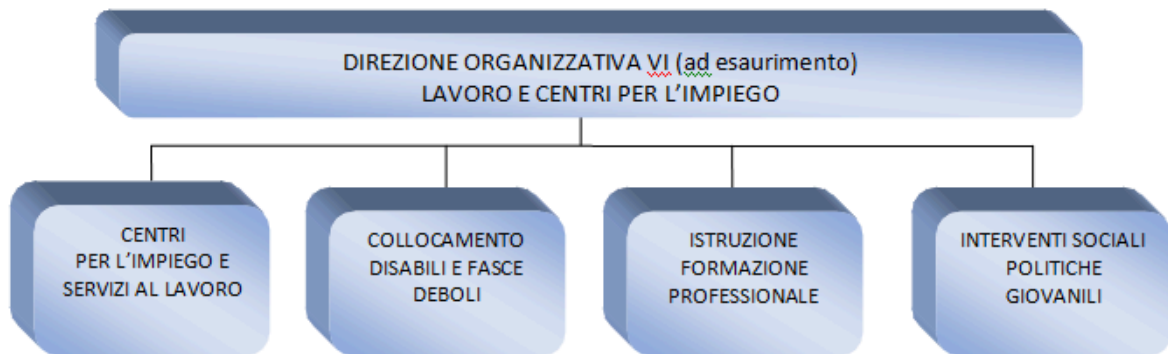 DIREZIONE ORGANIZZATIVA VI (ad esaurimento)
LAVORO E CENTRI PER L'IMPIEGO
CENTRI
PER L'IMPIEGO E
SERVIZI AL LAVORO
COLLOCAMENTO
DISABILI E FASCE
DEBOLI
ISTRUZIONE
FORMAZIONE
PROFESSIONALE
INTERVENTI SOCIALI
POLITICHE
GIOVANILI